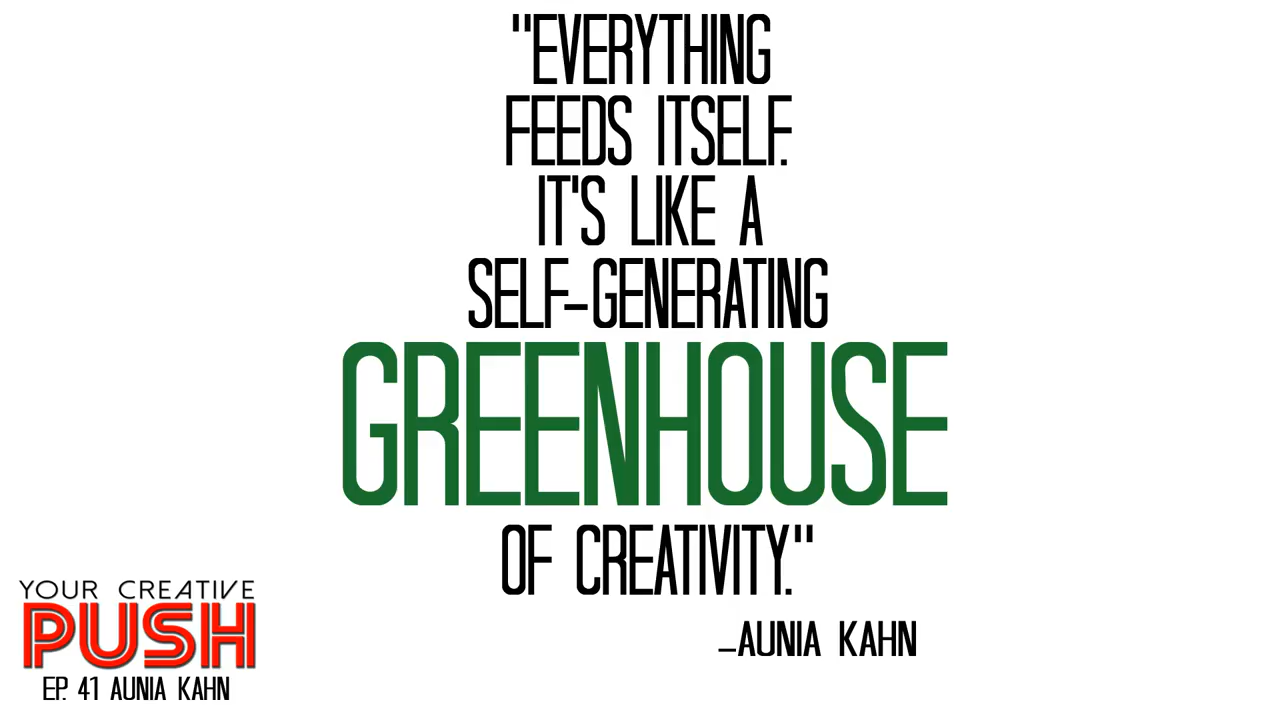 "EVERYTHING
FEEDS ITSELF.
IT'S LIKE A
SELF-GENERATING
GREENHOUSE
OF CREATIVITY."
-AUNIA KAHN
YOUR CREATIVE
PUSH
EP. 41 AUNIA KAHN